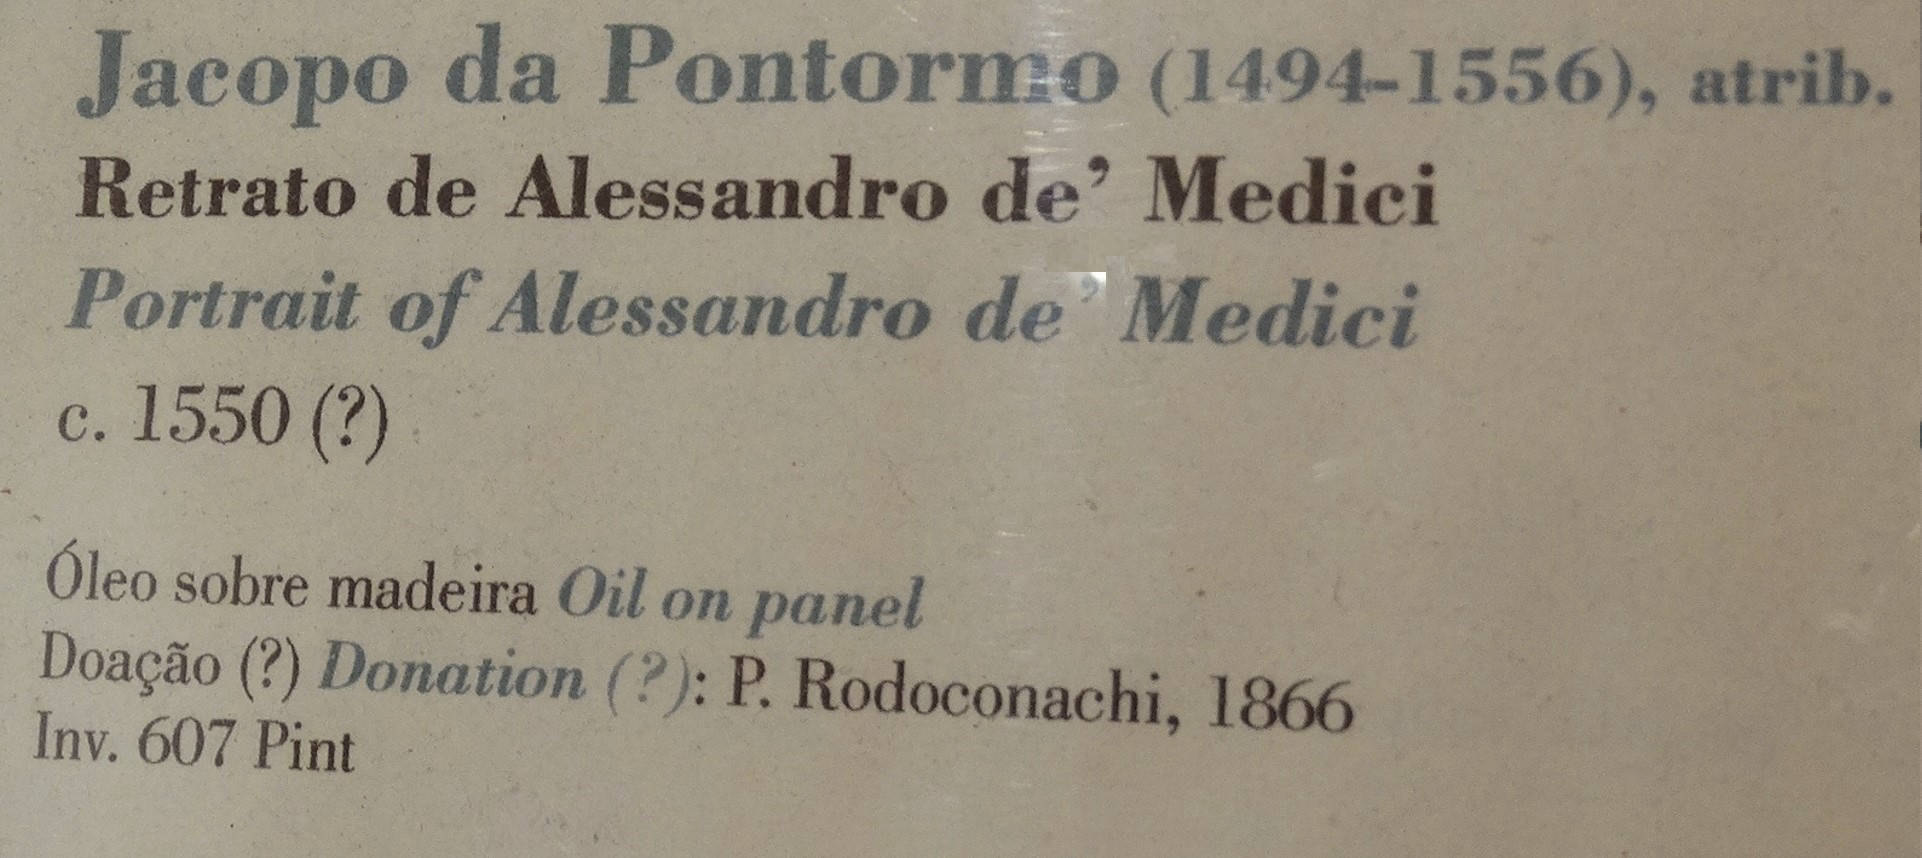 Jacopo da Pontormo (1494-1556), atrib.
Retrato de Alessandro de’ Medici
Portrait of Alessandro de’ Medici
c. 1550 (?)
Óleo sobre madeira Oil on panel
Doação (?) Donation (?): P. Rodoconachi, 1866
Inv. 607 Pint